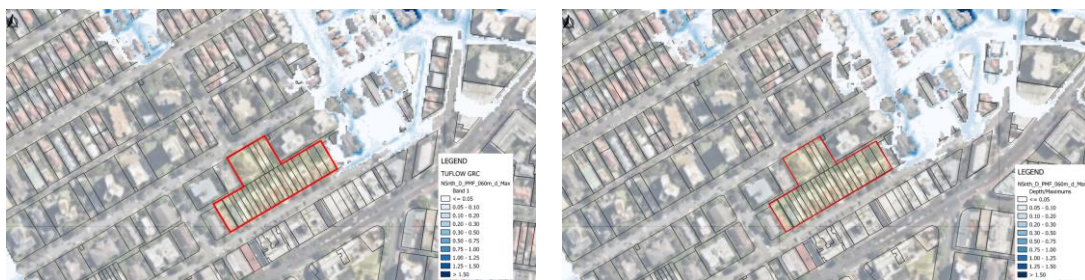 LEGEND
TUFLOW GRC
NSnth_D_PMF_060m_d_Max
Band 1
<= 0.05
0.05 - 0.10
0.10 - 0.20
0.20 - 0.30
0.30 - 0.50
0.50 - 0.75
0.75 - 1.00
1.00 - 1.25
1.25 - 1.50
> 1.50
LEGEND
NSnth_D_PMF_060m_d_Max
Depth/Maximums
<= 0.05
0.05 - 0.10
0.10 - 0.20
0.20 - 0.30
0.30 - 0.50
0.50 - 0.75
0.75 - 1.00
1.00 - 1.25
1.25 - 1.50
> 1.50